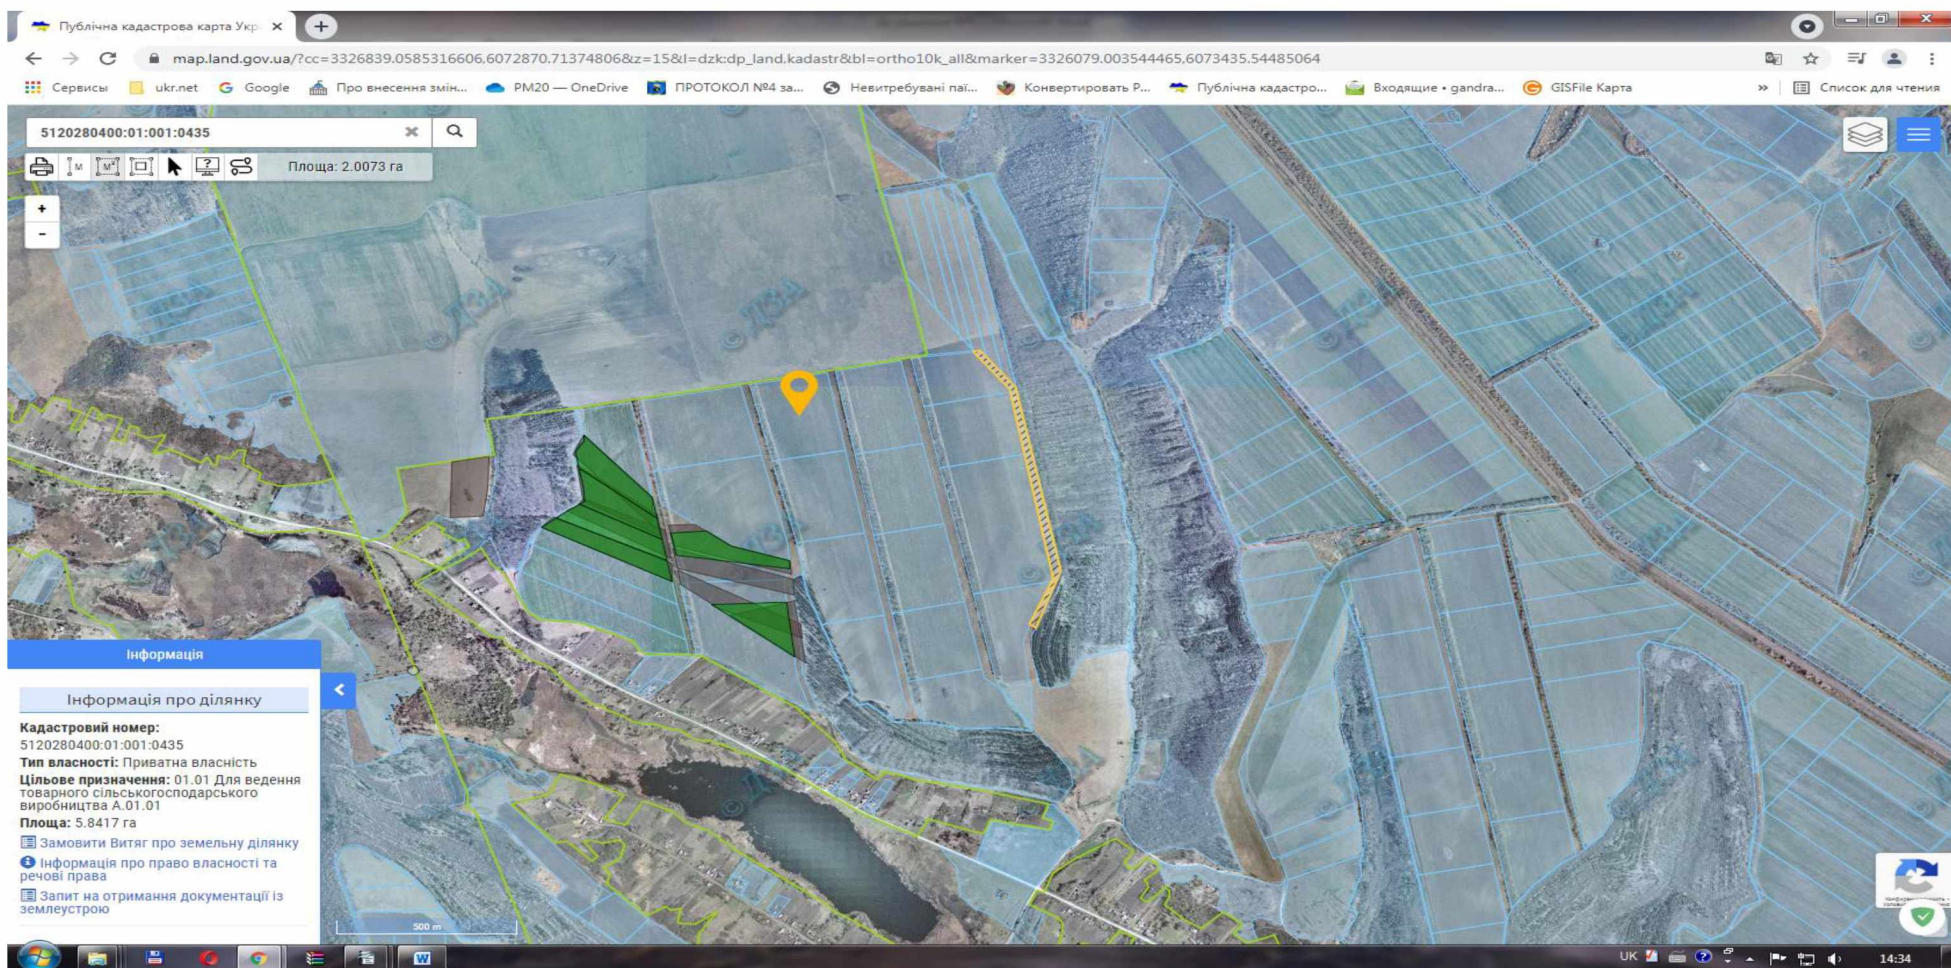 Публічна кадастрова карта Укр
map.land.gov.ua/?cc=3326839.0585316606,6072870.71374806&z=15&l=dzk:dp_land.kadastr&bl=ortho10k_all&marker=3326079.003544465,6073435.54485064
Сервисы ukr.net Google Про внесення змін... PM20 — OneDrive ПРОТОКОЛ №4 за... Невитребувані паї... Конвертировать P... Публічна кадастро... Входящие • gandra... GISFile Карта » Список для чтения
5120280400:01:001:0435
Площа: 2.0073 га
+
-
© ДЗА
Інформація
Інформація про ділянку
Кадастровий номер:
5120280400:01:001:0435
Тип власності: Приватна власність
Цільове призначення: 01.01 Для ведення
товарного сільськогосподарського
виробництва А.01.01
Площа: 5.8417 га
Замовити Витяг про земельну ділянку
Інформація про право власності та
речові права
Запит на отримання документації із
землеустрою
500 m
UK 14:34